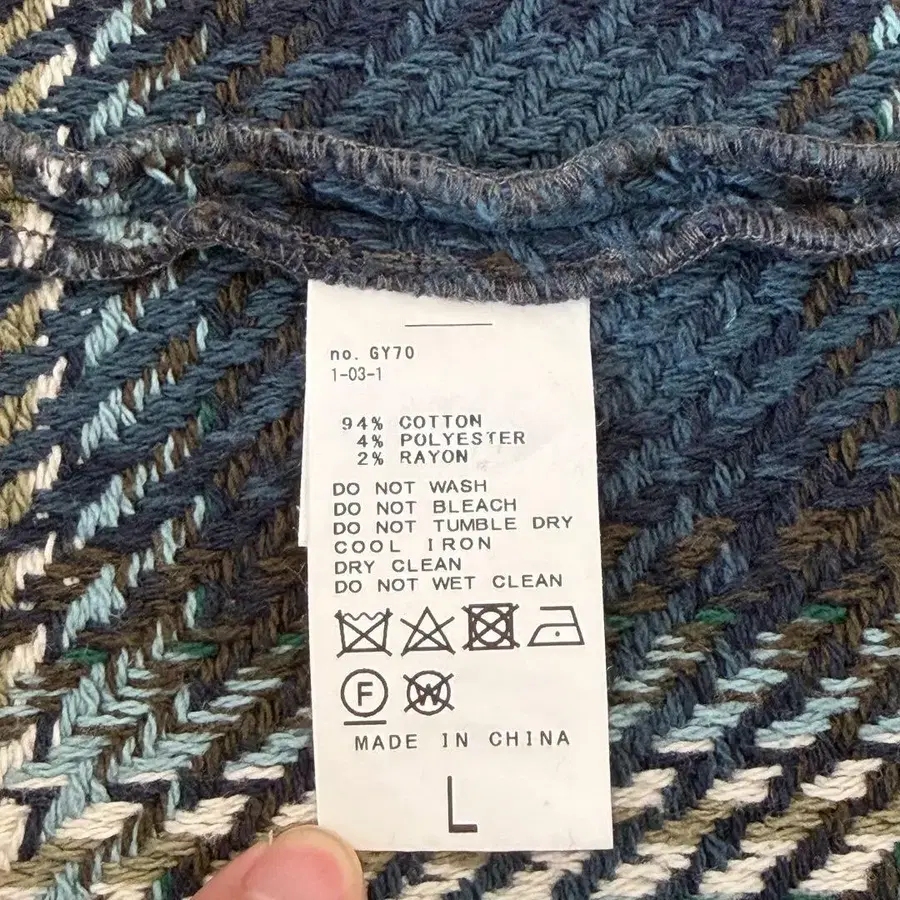 no. GY70
1-03-1
94% COTTON
4% POLYESTER
2% RAYON
DO NOT WASH
DO NOT BLEACH
DO NOT TUMBLE DRY
COOL IRON
DRY CLEAN
DO NOT WET CLEAN
F W
MADE IN CHINA
L